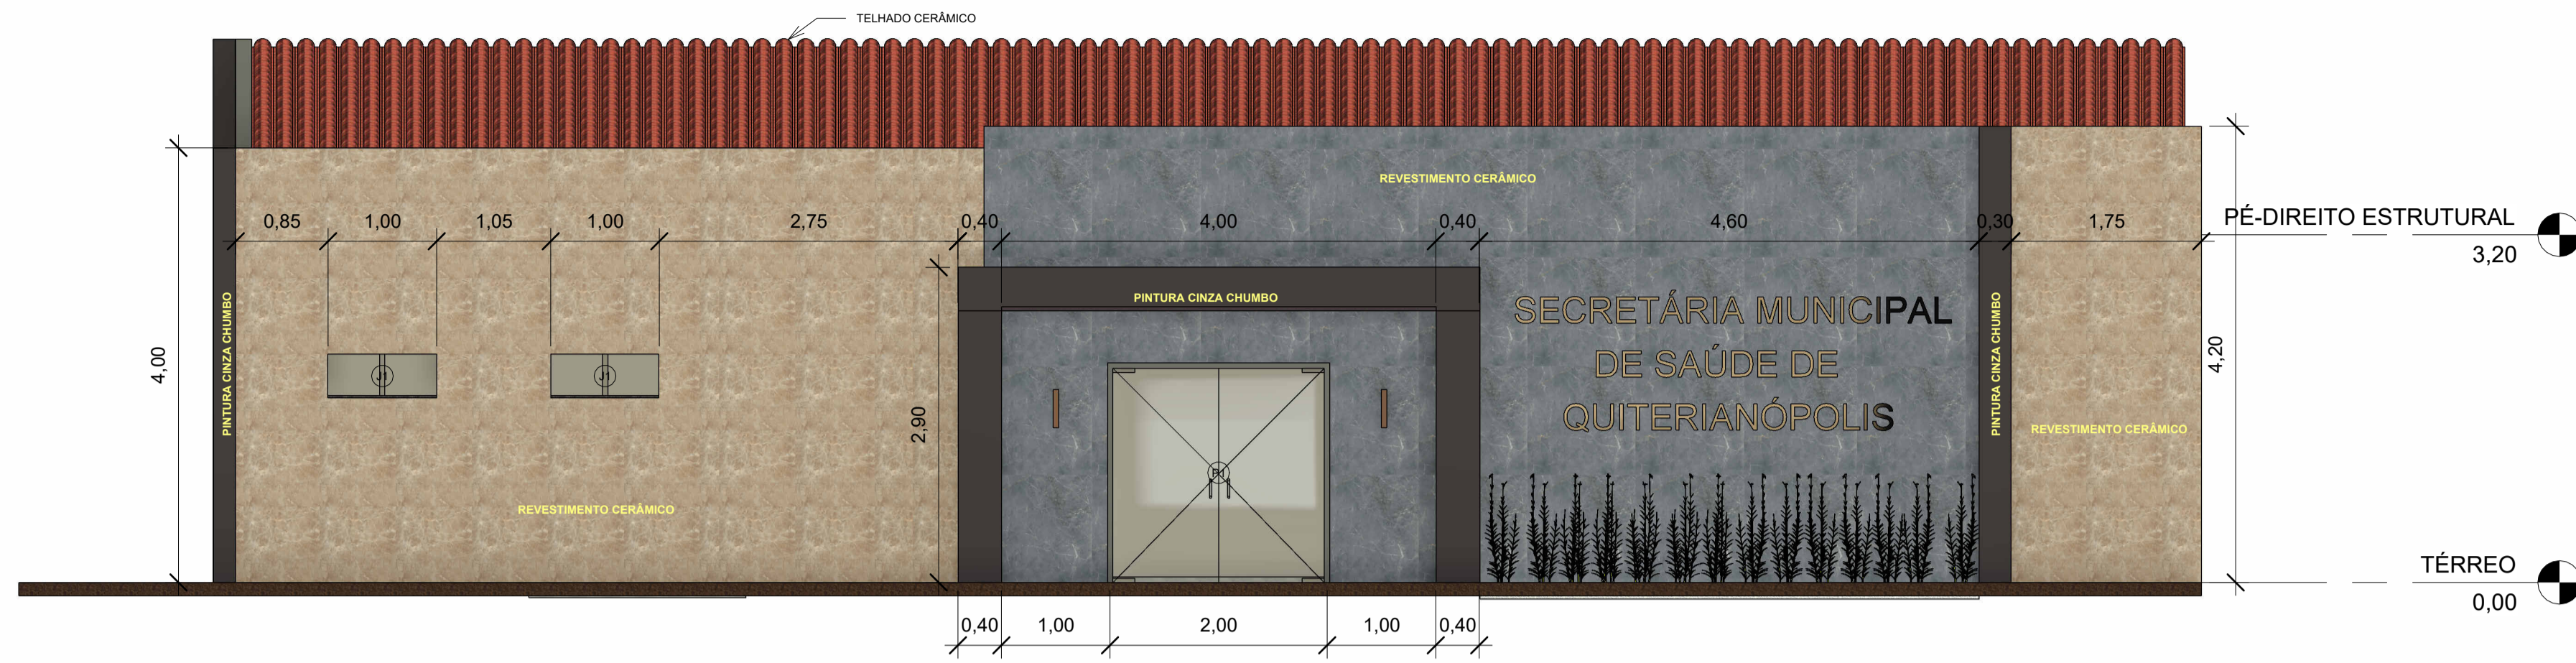 TELHADO CERÂMICO
REVESTIMENTO CERÂMICO
0,85 1,00 1,05 1,00 2,75 0,40 4,00 0,40 4,60 0,30 1,75
PÉ-DIREITO ESTRUTURAL
3,20
PINTURA CINZA CHUMBO
SECRETÁRIA MUNICIPAL
DE SAÚDE DE
QUITERIANÓPOLIS
PINTURA CINZA CHUMBO
PINTURA CINZA CHUMBO
4,00
J1
J1
2,90
4,20
REVESTIMENTO CERÂMICO
P1
REVESTIMENTO CERÂMICO
TÉRREO
0,00
0,40 1,00 2,00 1,00 0,40